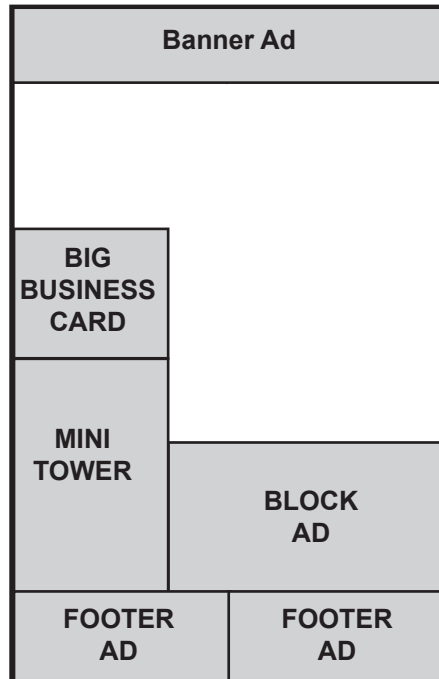 Banner Ad
BIG
BUSINESS
CARD
MINI
TOWER
BLOCK
AD
FOOTER
AD
FOOTER
AD